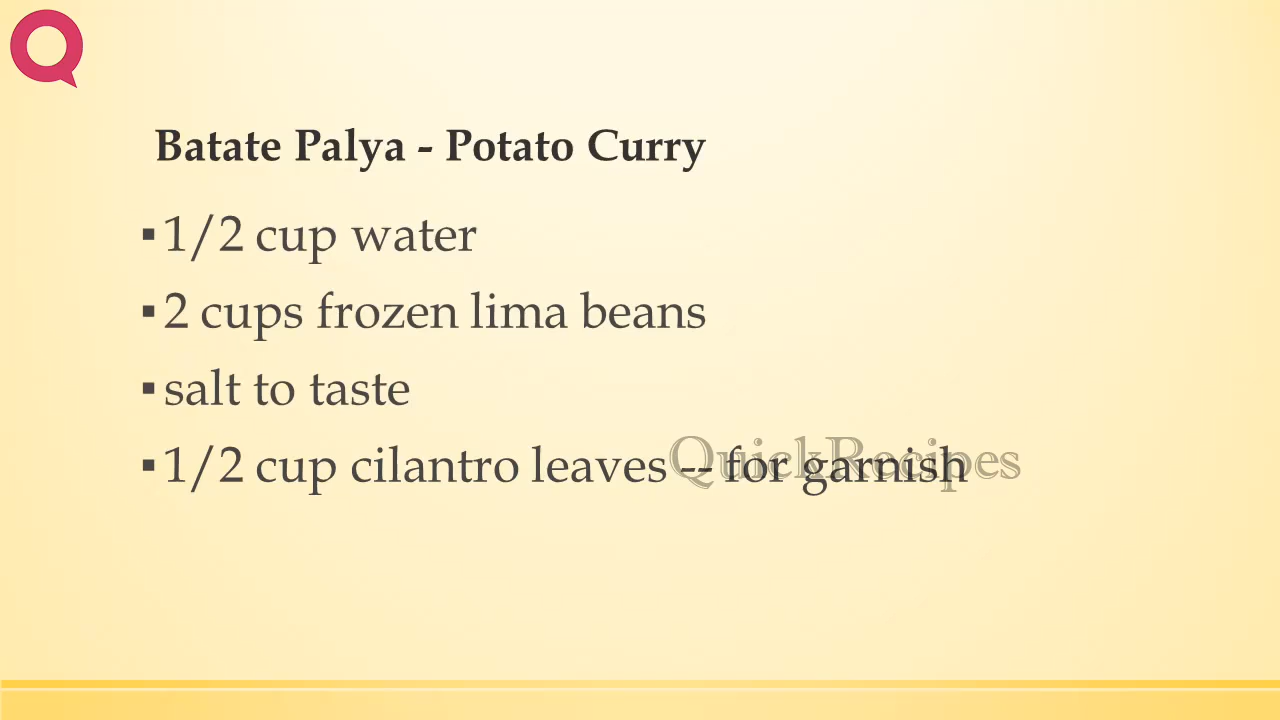 Batate Palya - Potato Curry
▪1/2 cup water
▪2 cups frozen lima beans
▪salt to taste
▪1/2 cup cilantro leaves -- for garnish
QuickRecipes